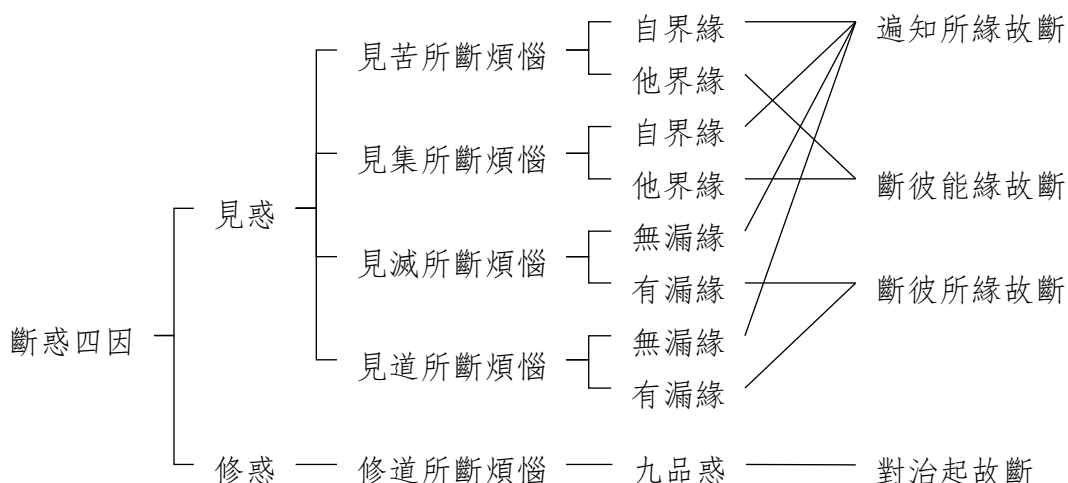 自界緣 遍知所緣故斷
見苦所斷煩惱
他界緣
自界緣
見集所斷煩惱
他界緣 斷彼能緣故斷
見惑
無漏緣
見滅所斷煩惱
有漏緣 斷彼所緣故斷
斷惑四因
無漏緣
見道所斷煩惱
有漏緣
修惑 修道所斷煩惱 九品惑 對治起故斷